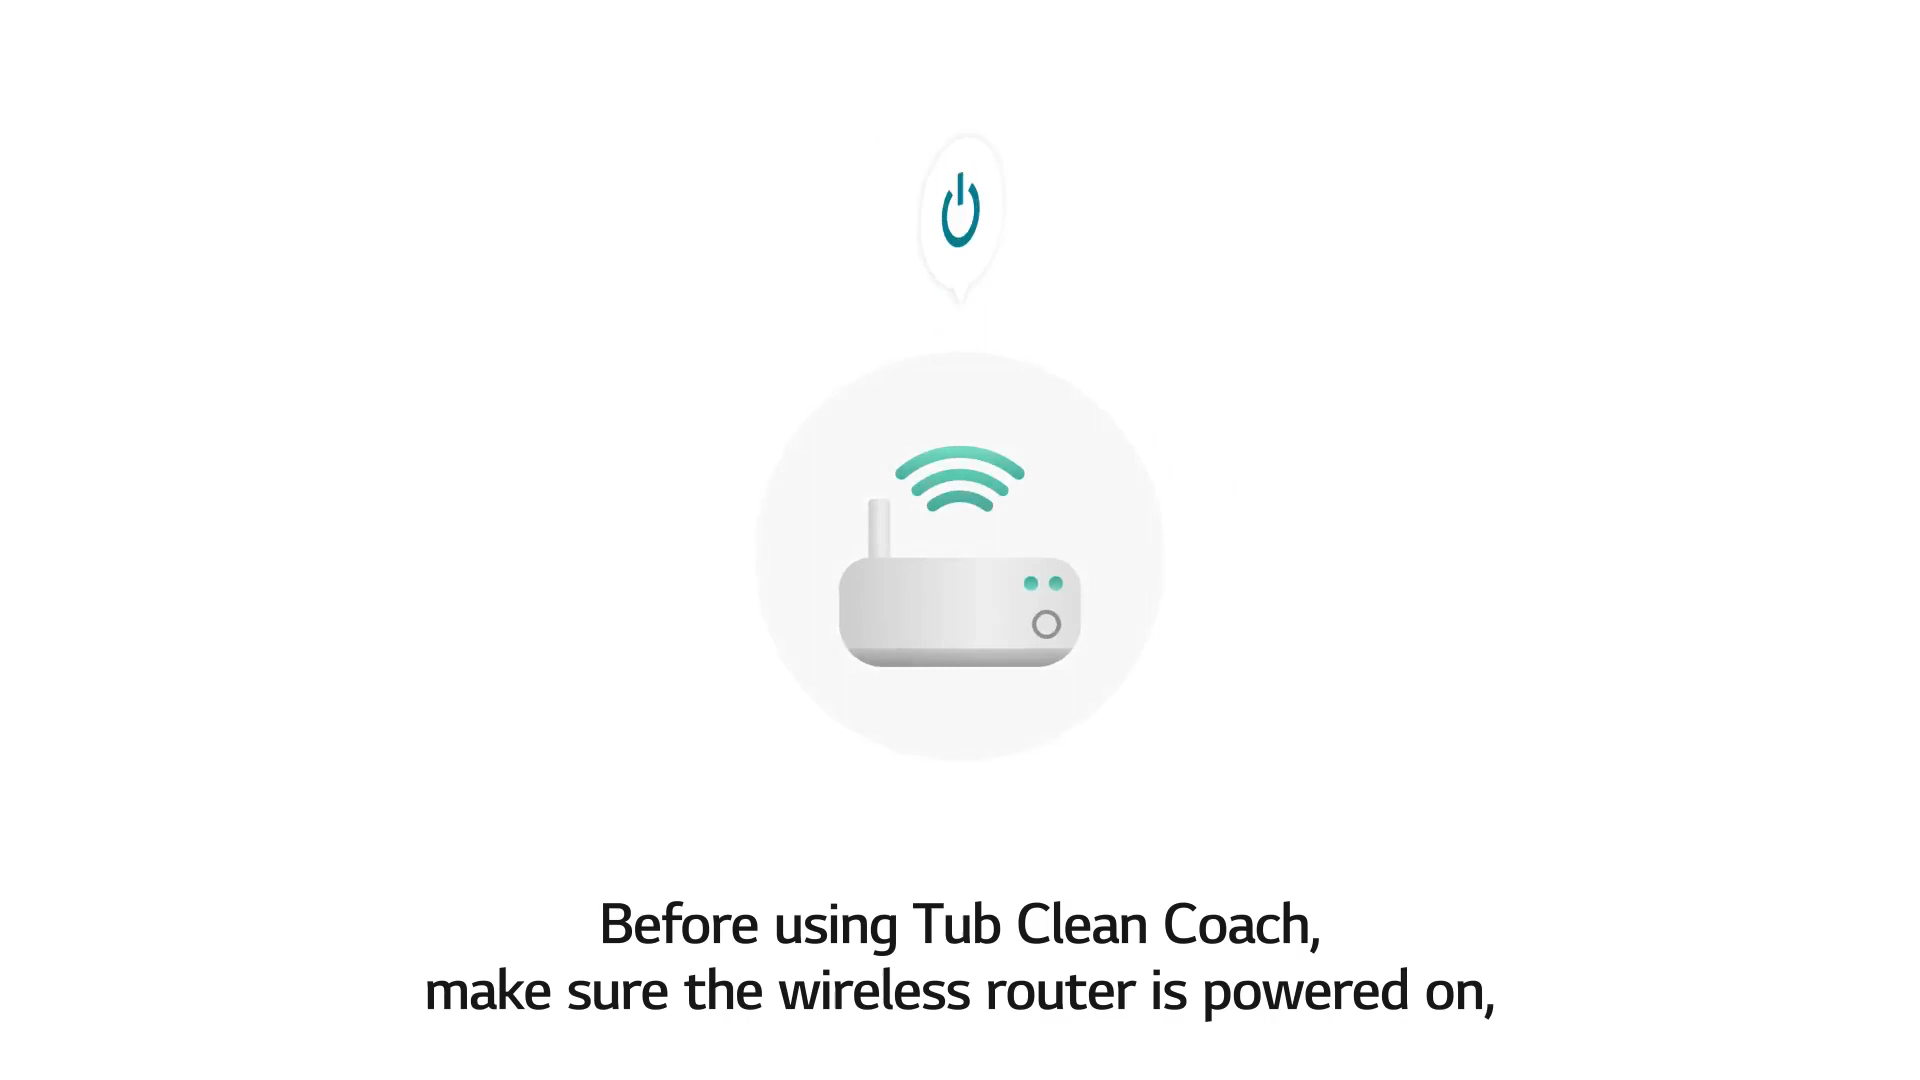 Before using Tub Clean Coach,
make sure the wireless router is powered on,